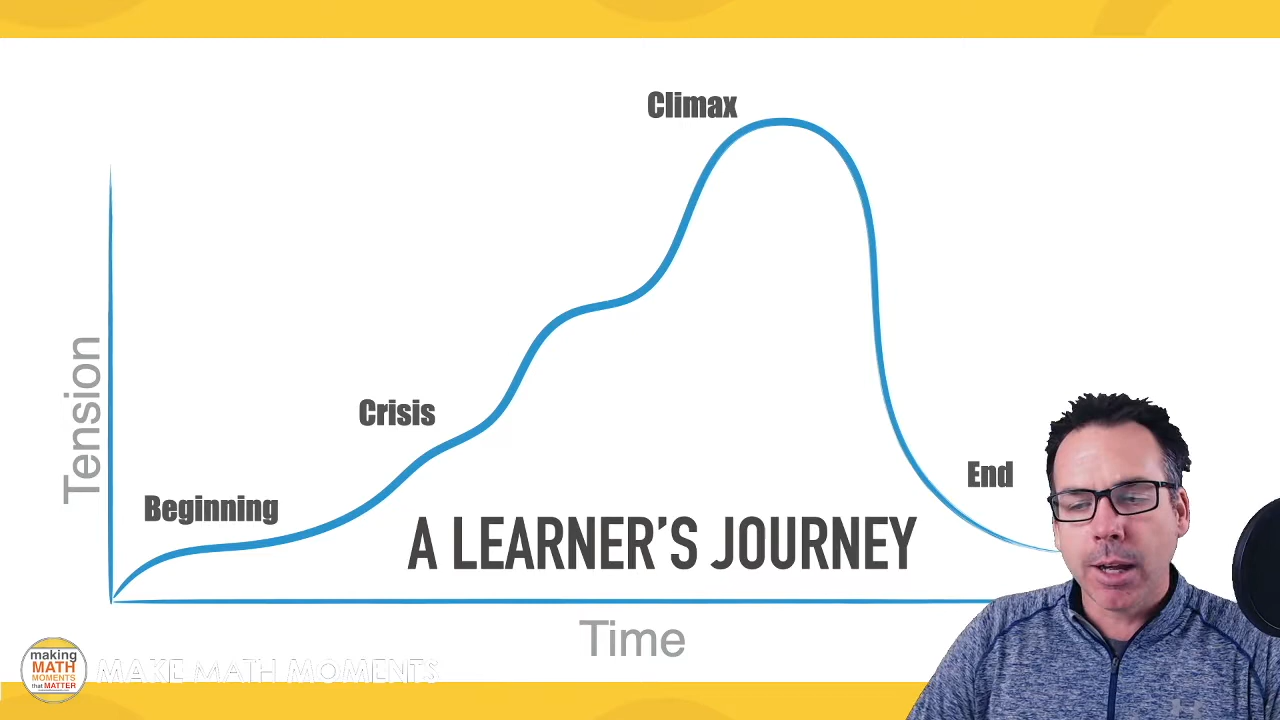 Climax
Tension
Crisis
Beginning
End
A LEARNER'S JOURNEY
Time
making
MATH
MOMENTS
that MATTER
MAKE MATH MOMENTS